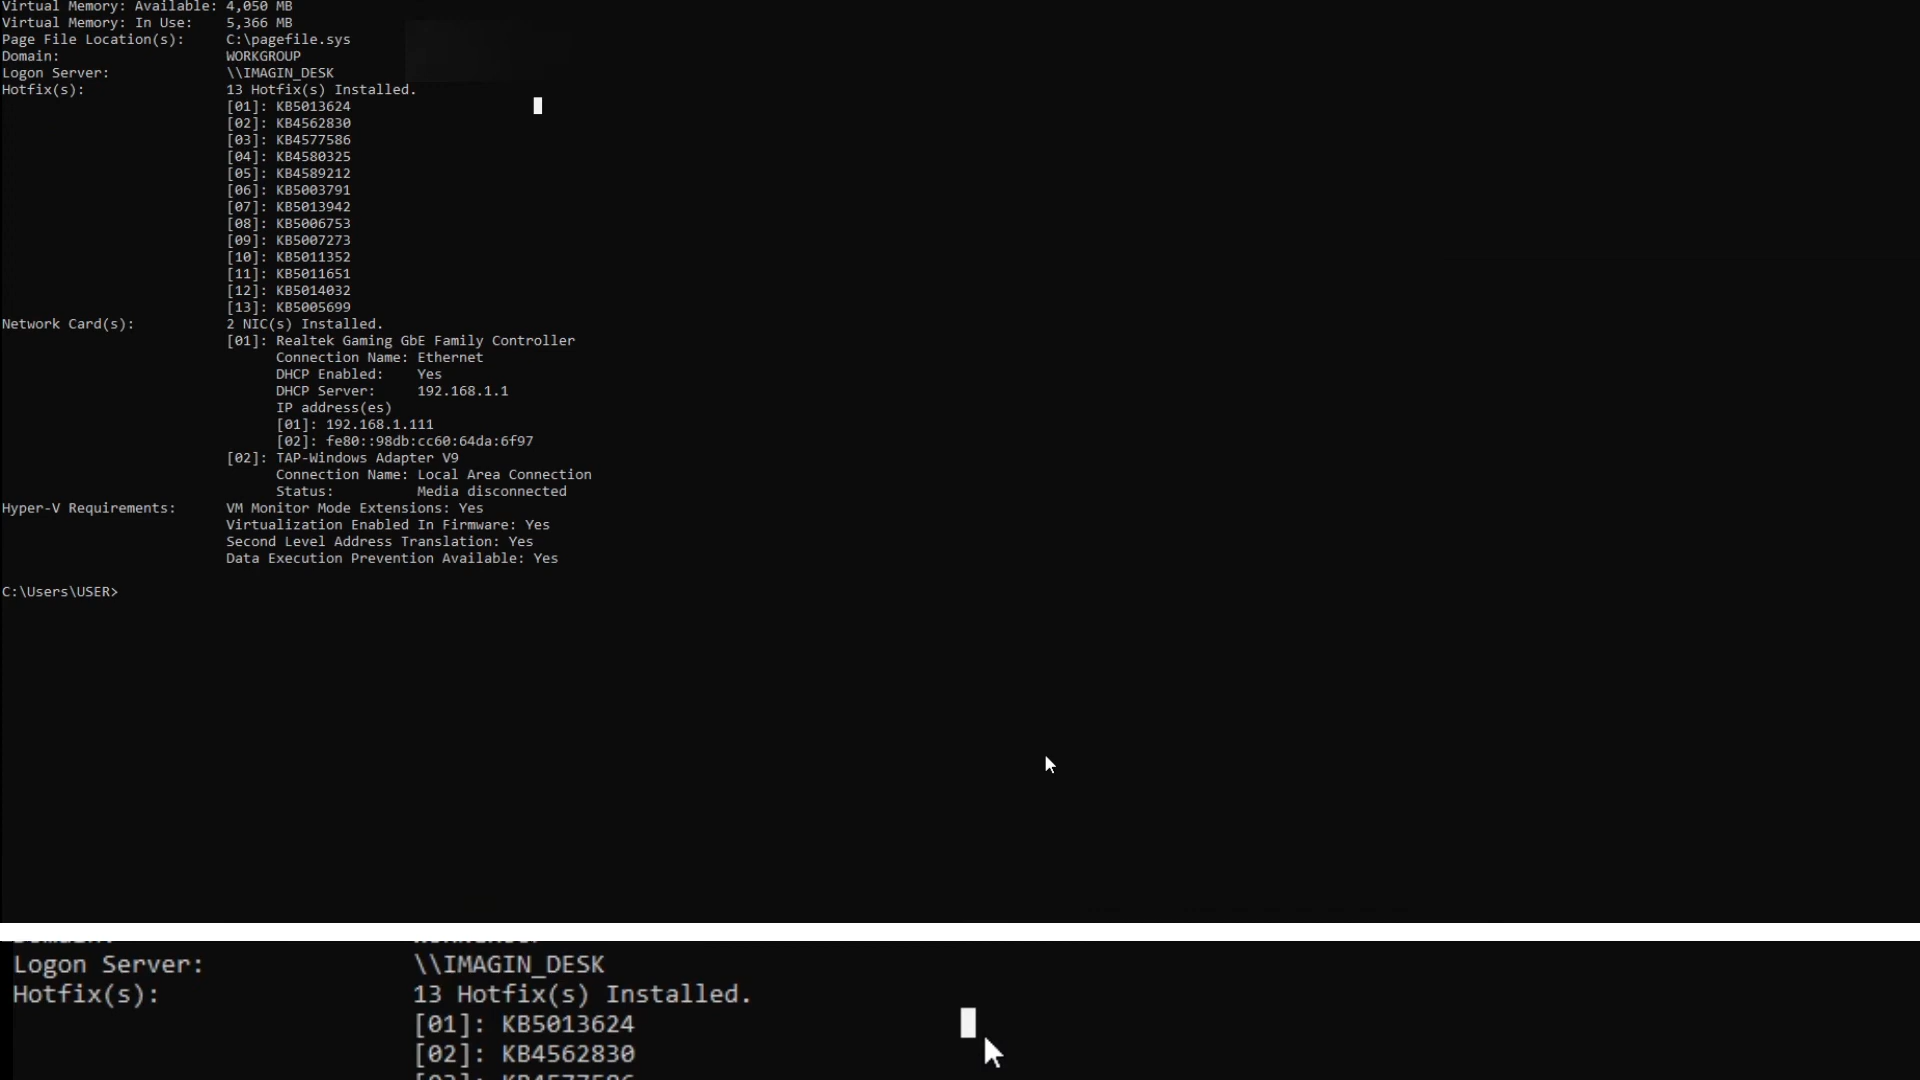 Virtual Memory: Available: 4,050 MB
Virtual Memory: In Use:    5,366 MB
Page File Location(s):     C:\pagefile.sys
Domain:                    WORKGROUP
Logon Server:              \\IMAGIN_DESK
Hotfix(s):                 13 Hotfix(s) Installed.
                           [01]: KB5013624
                           [02]: KB4562830
                           [03]: KB4577586
                           [04]: KB4580325
                           [05]: KB4589212
                           [06]: KB5003791
                           [07]: KB5013942
                           [08]: KB5006753
                           [09]: KB5007273
                           [10]: KB5011352
                           [11]: KB5011651
                           [12]: KB5014032
                           [13]: KB5005699
Network Card(s):           2 NIC(s) Installed.
                           [01]: Realtek Gaming GbE Family Controller
                                 Connection Name: Ethernet
                                 DHCP Enabled:    Yes
                                 DHCP Server:     192.168.1.1
                                 IP address(es)
                                 [01]: 192.168.1.111
                                 [02]: fe80::98db:cc60:64da:6f97
                           [02]: TAP-Windows Adapter V9
                                 Connection Name: Local Area Connection
                                 Status:          Media disconnected
Hyper-V Requirements:      VM Monitor Mode Extensions: Yes
                           Virtualization Enabled In Firmware: Yes
                           Second Level Address Translation: Yes
                           Data Execution Prevention Available: Yes
C:\Users\USER>
Logon Server:              \\IMAGIN_DESK
Hotfix(s):                 13 Hotfix(s) Installed.
                           [01]: KB5013624
                           [02]: KB4562830